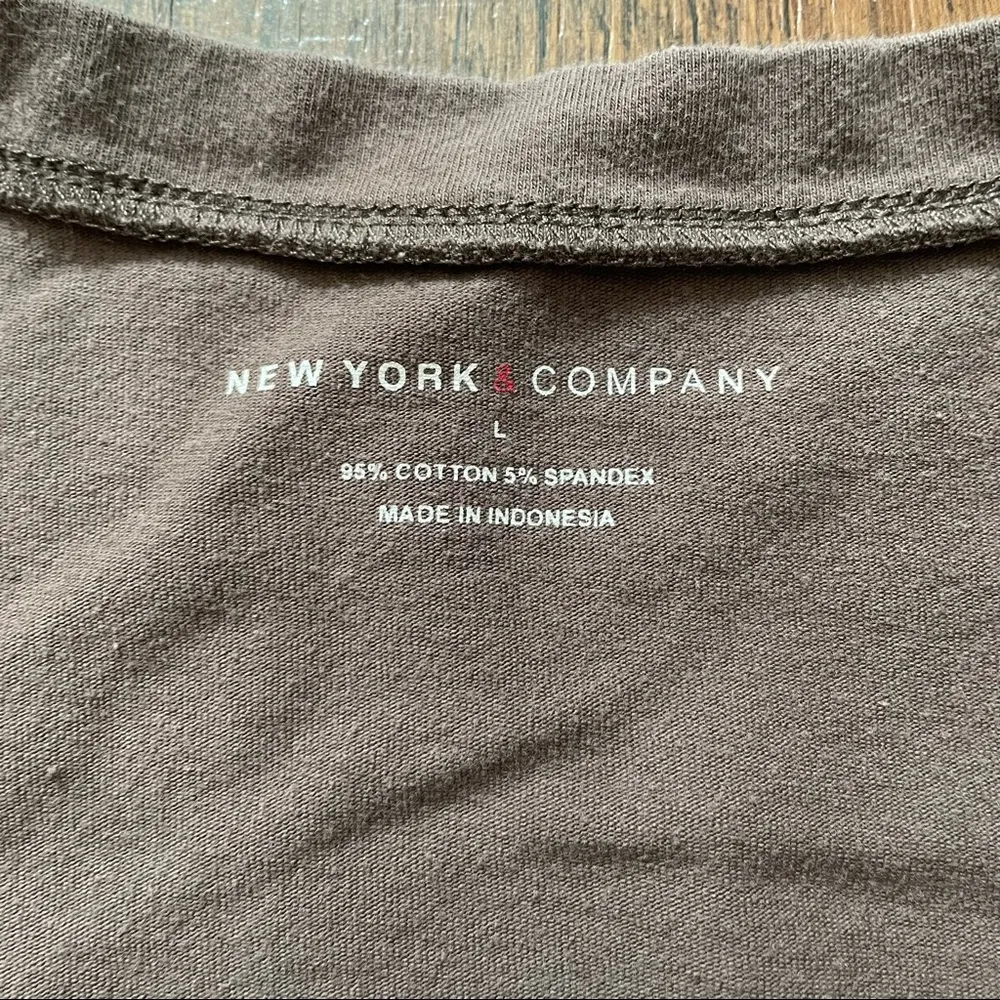 NEW YORK & COMPANY
L
95% COTTON 5% SPANDEX
MADE IN INDONESIA